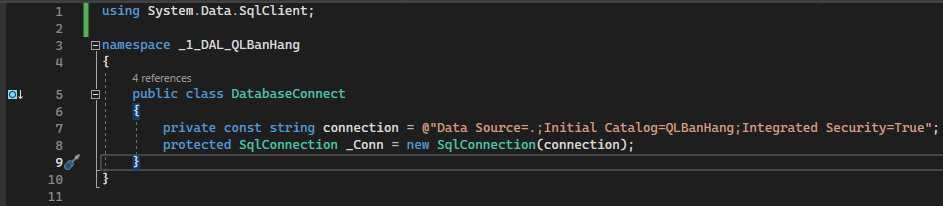 1 using System.Data.SqlClient;
2
3 namespace _1_DAL_QLBanHang
4 {
4 references
5 public class DatabaseConnect
6 {
7 private const string connection = @"Data Source=.;Initial Catalog=QLBanHang;Integrated Security=True";
8 protected SqlConnection _Conn = new SqlConnection(connection);
9 }
10 }
11